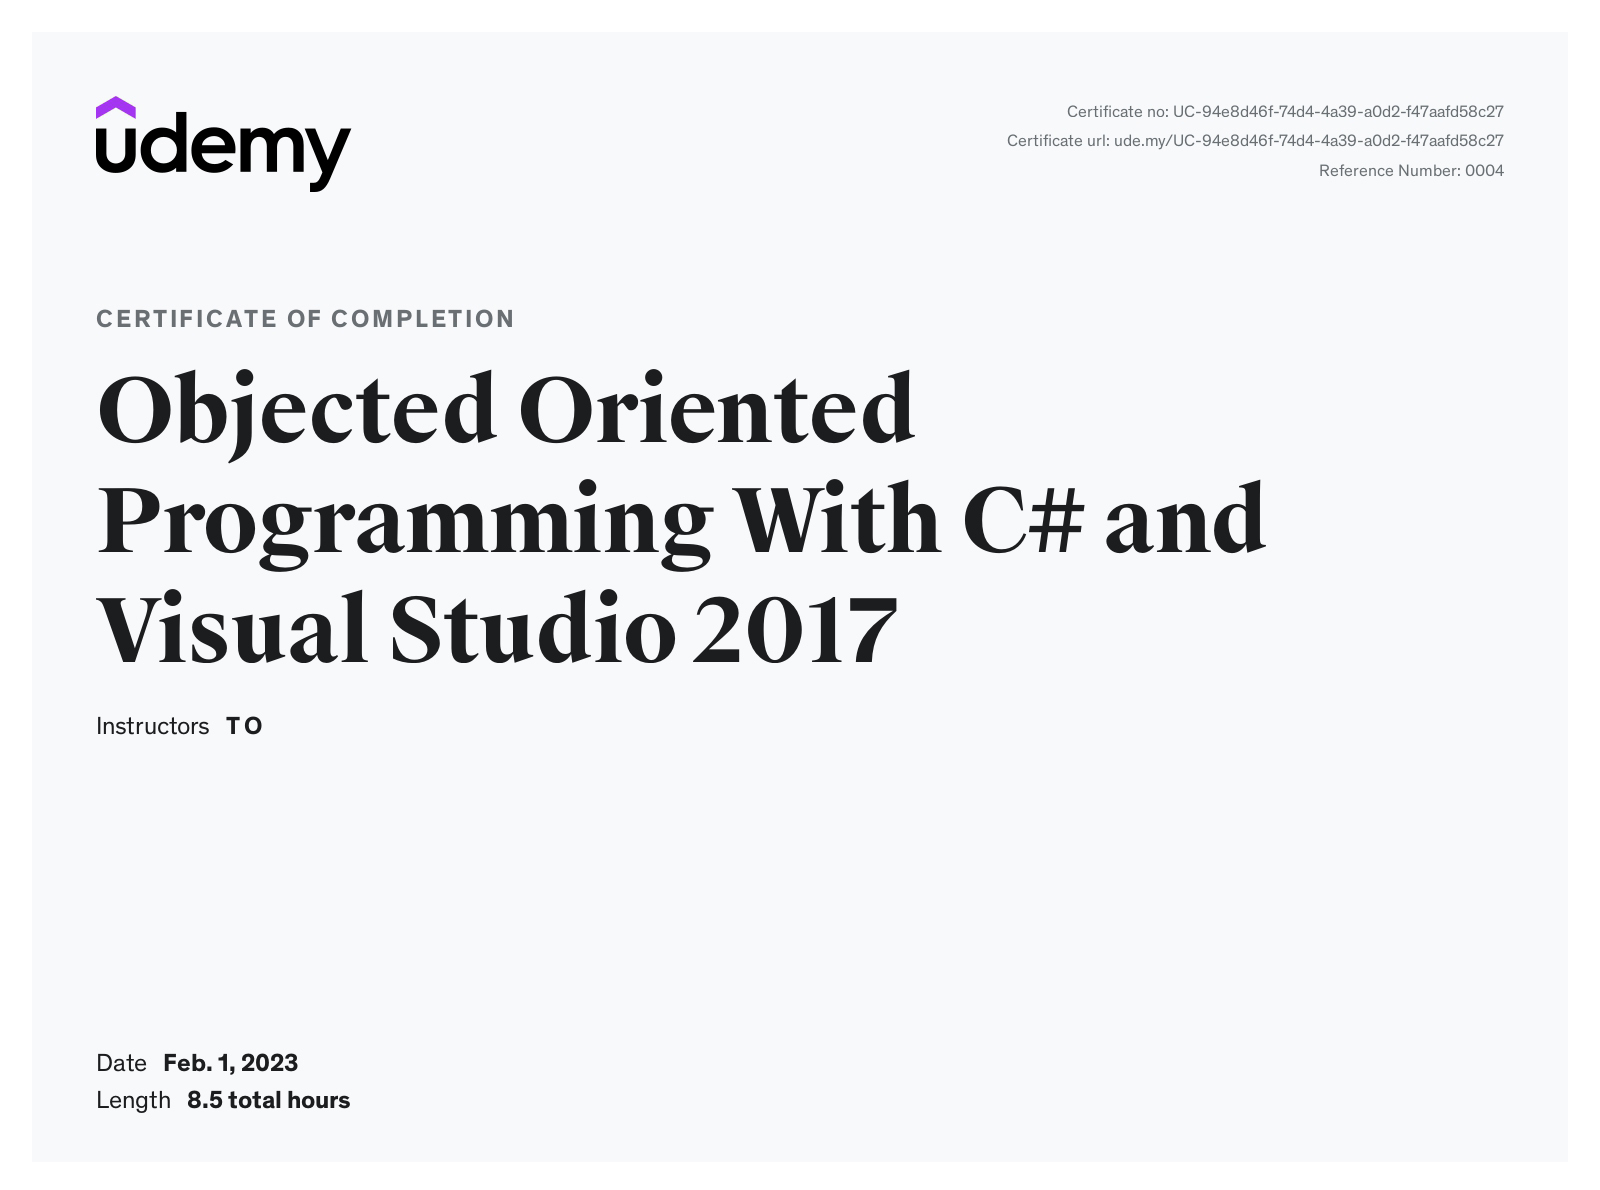 udemy
Certificate no: UC-94e8d46f-74d4-4a39-a0d2-f47aafd58c27
Certificate url: ude.my/UC-94e8d46f-74d4-4a39-a0d2-f47aafd58c27
Reference Number: 0004
CERTIFICATE OF COMPLETION
Objected Oriented
Programming With C# and
Visual Studio 2017
Instructors TO
Date Feb. 1, 2023
Length 8.5 total hours